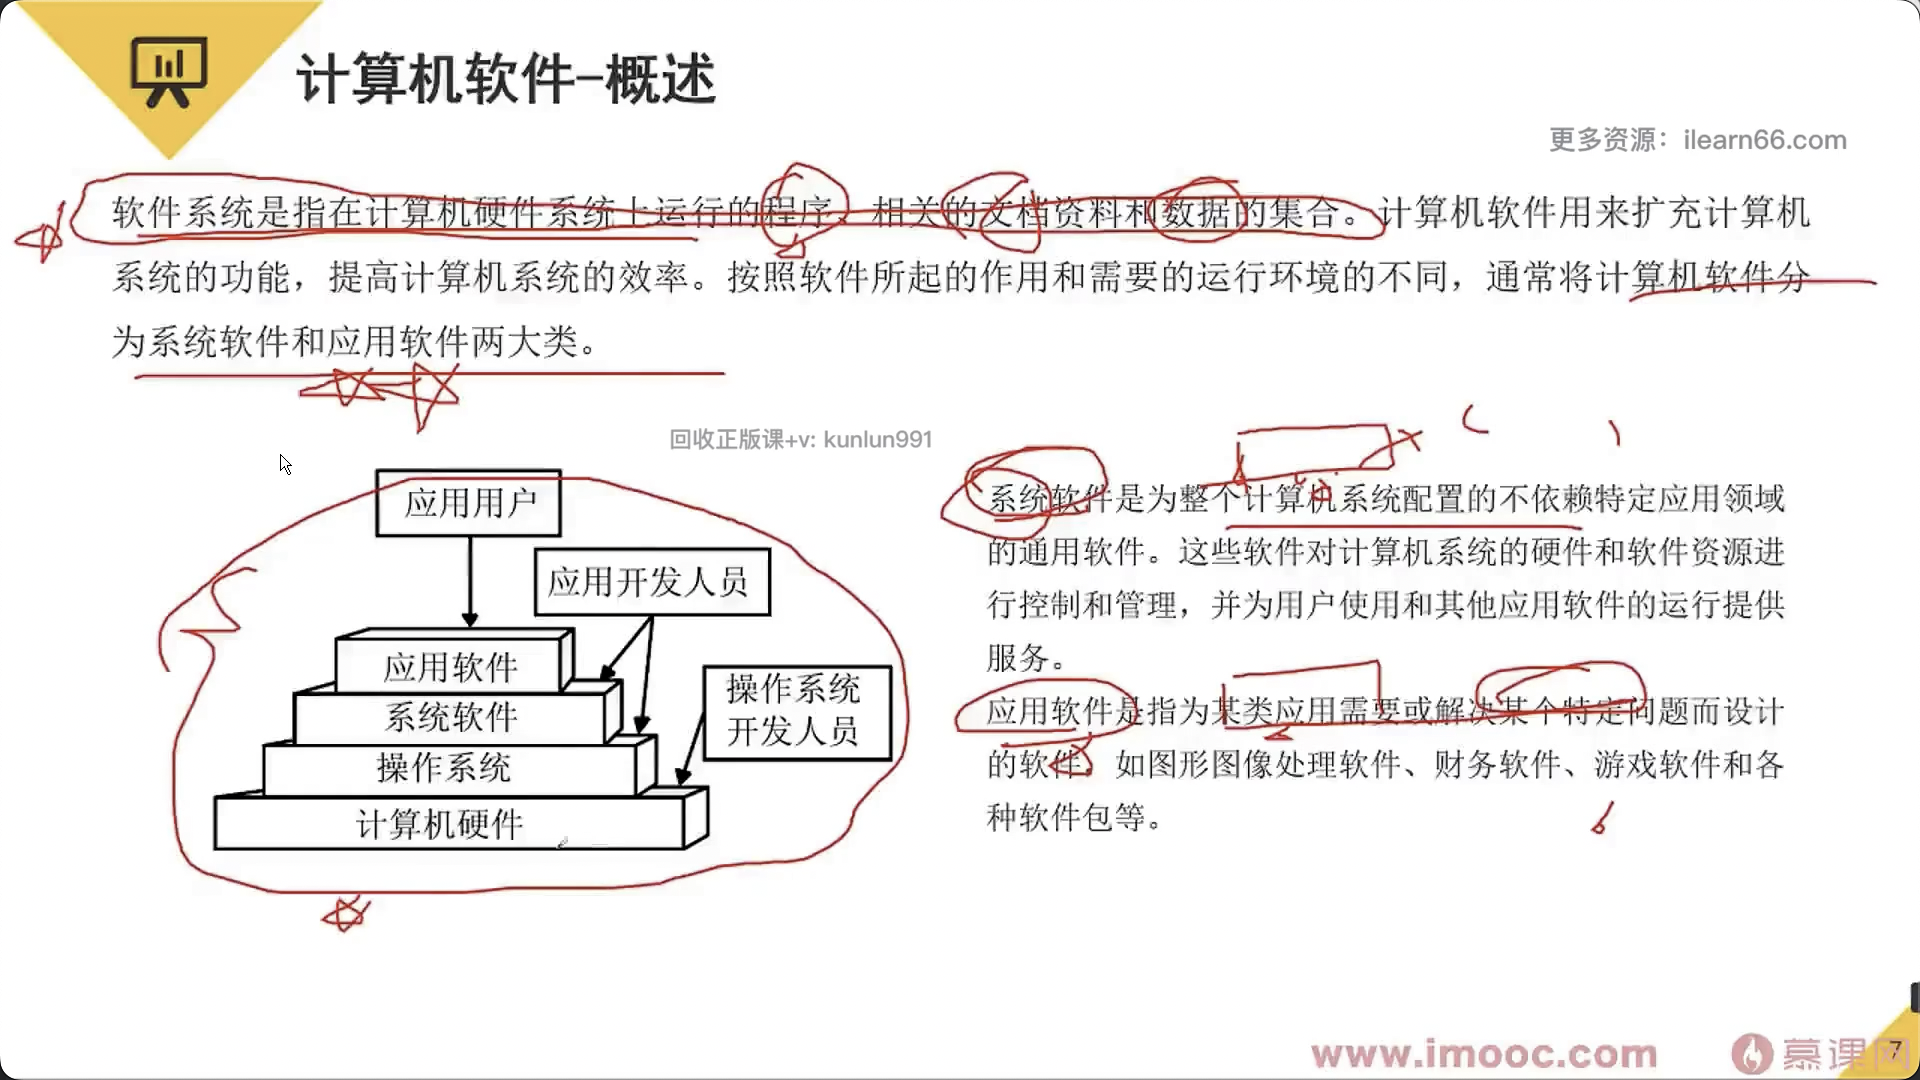 计算机软件-概述
更多资源：ilearn66.com
软件系统是指在计算机硬件系统上运行的程序、相关的文档资料和数据的集合。计算机软件用来扩充计算机
系统的功能，提高计算机系统的效率。按照软件所起的作用和需要的运行环境的不同，通常将计算机软件分
为系统软件和应用软件两大类。
回收正版课+v: kunlun991
应用用户
应用开发人员
操作系统
开发人员
应用软件
系统软件
操作系统
计算机硬件
系统软件是为整个计算机系统配置的不依赖特定应用领域
的通用软件。这些软件对计算机系统的硬件和软件资源进
行控制和管理，并为用户使用和其他应用软件的运行提供
服务。
应用软件是指为某类应用需要或解决某个特定问题而设计
的软件，如图形图像处理软件、财务软件、游戏软件和各
种软件包等。
www.imooc.com
慕课网
7